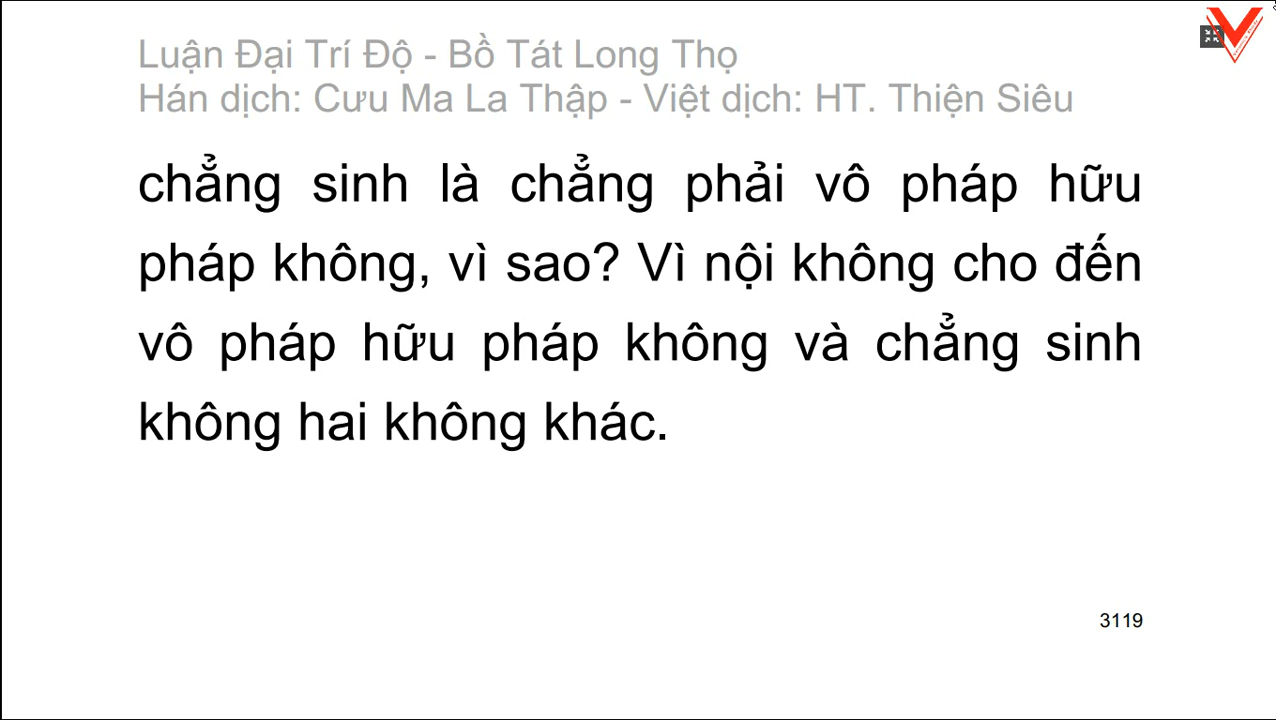 Luận Đại Trí Độ - Bồ Tát Long Thọ
Hán dịch: Cưu Ma La Thập - Việt dịch: HT. Thiện Siêu
chẳng sinh là chẳng phải vô pháp hữu
pháp không, vì sao? Vì nội không cho đến
vô pháp hữu pháp không và chẳng sinh
không hai không khác.
3119